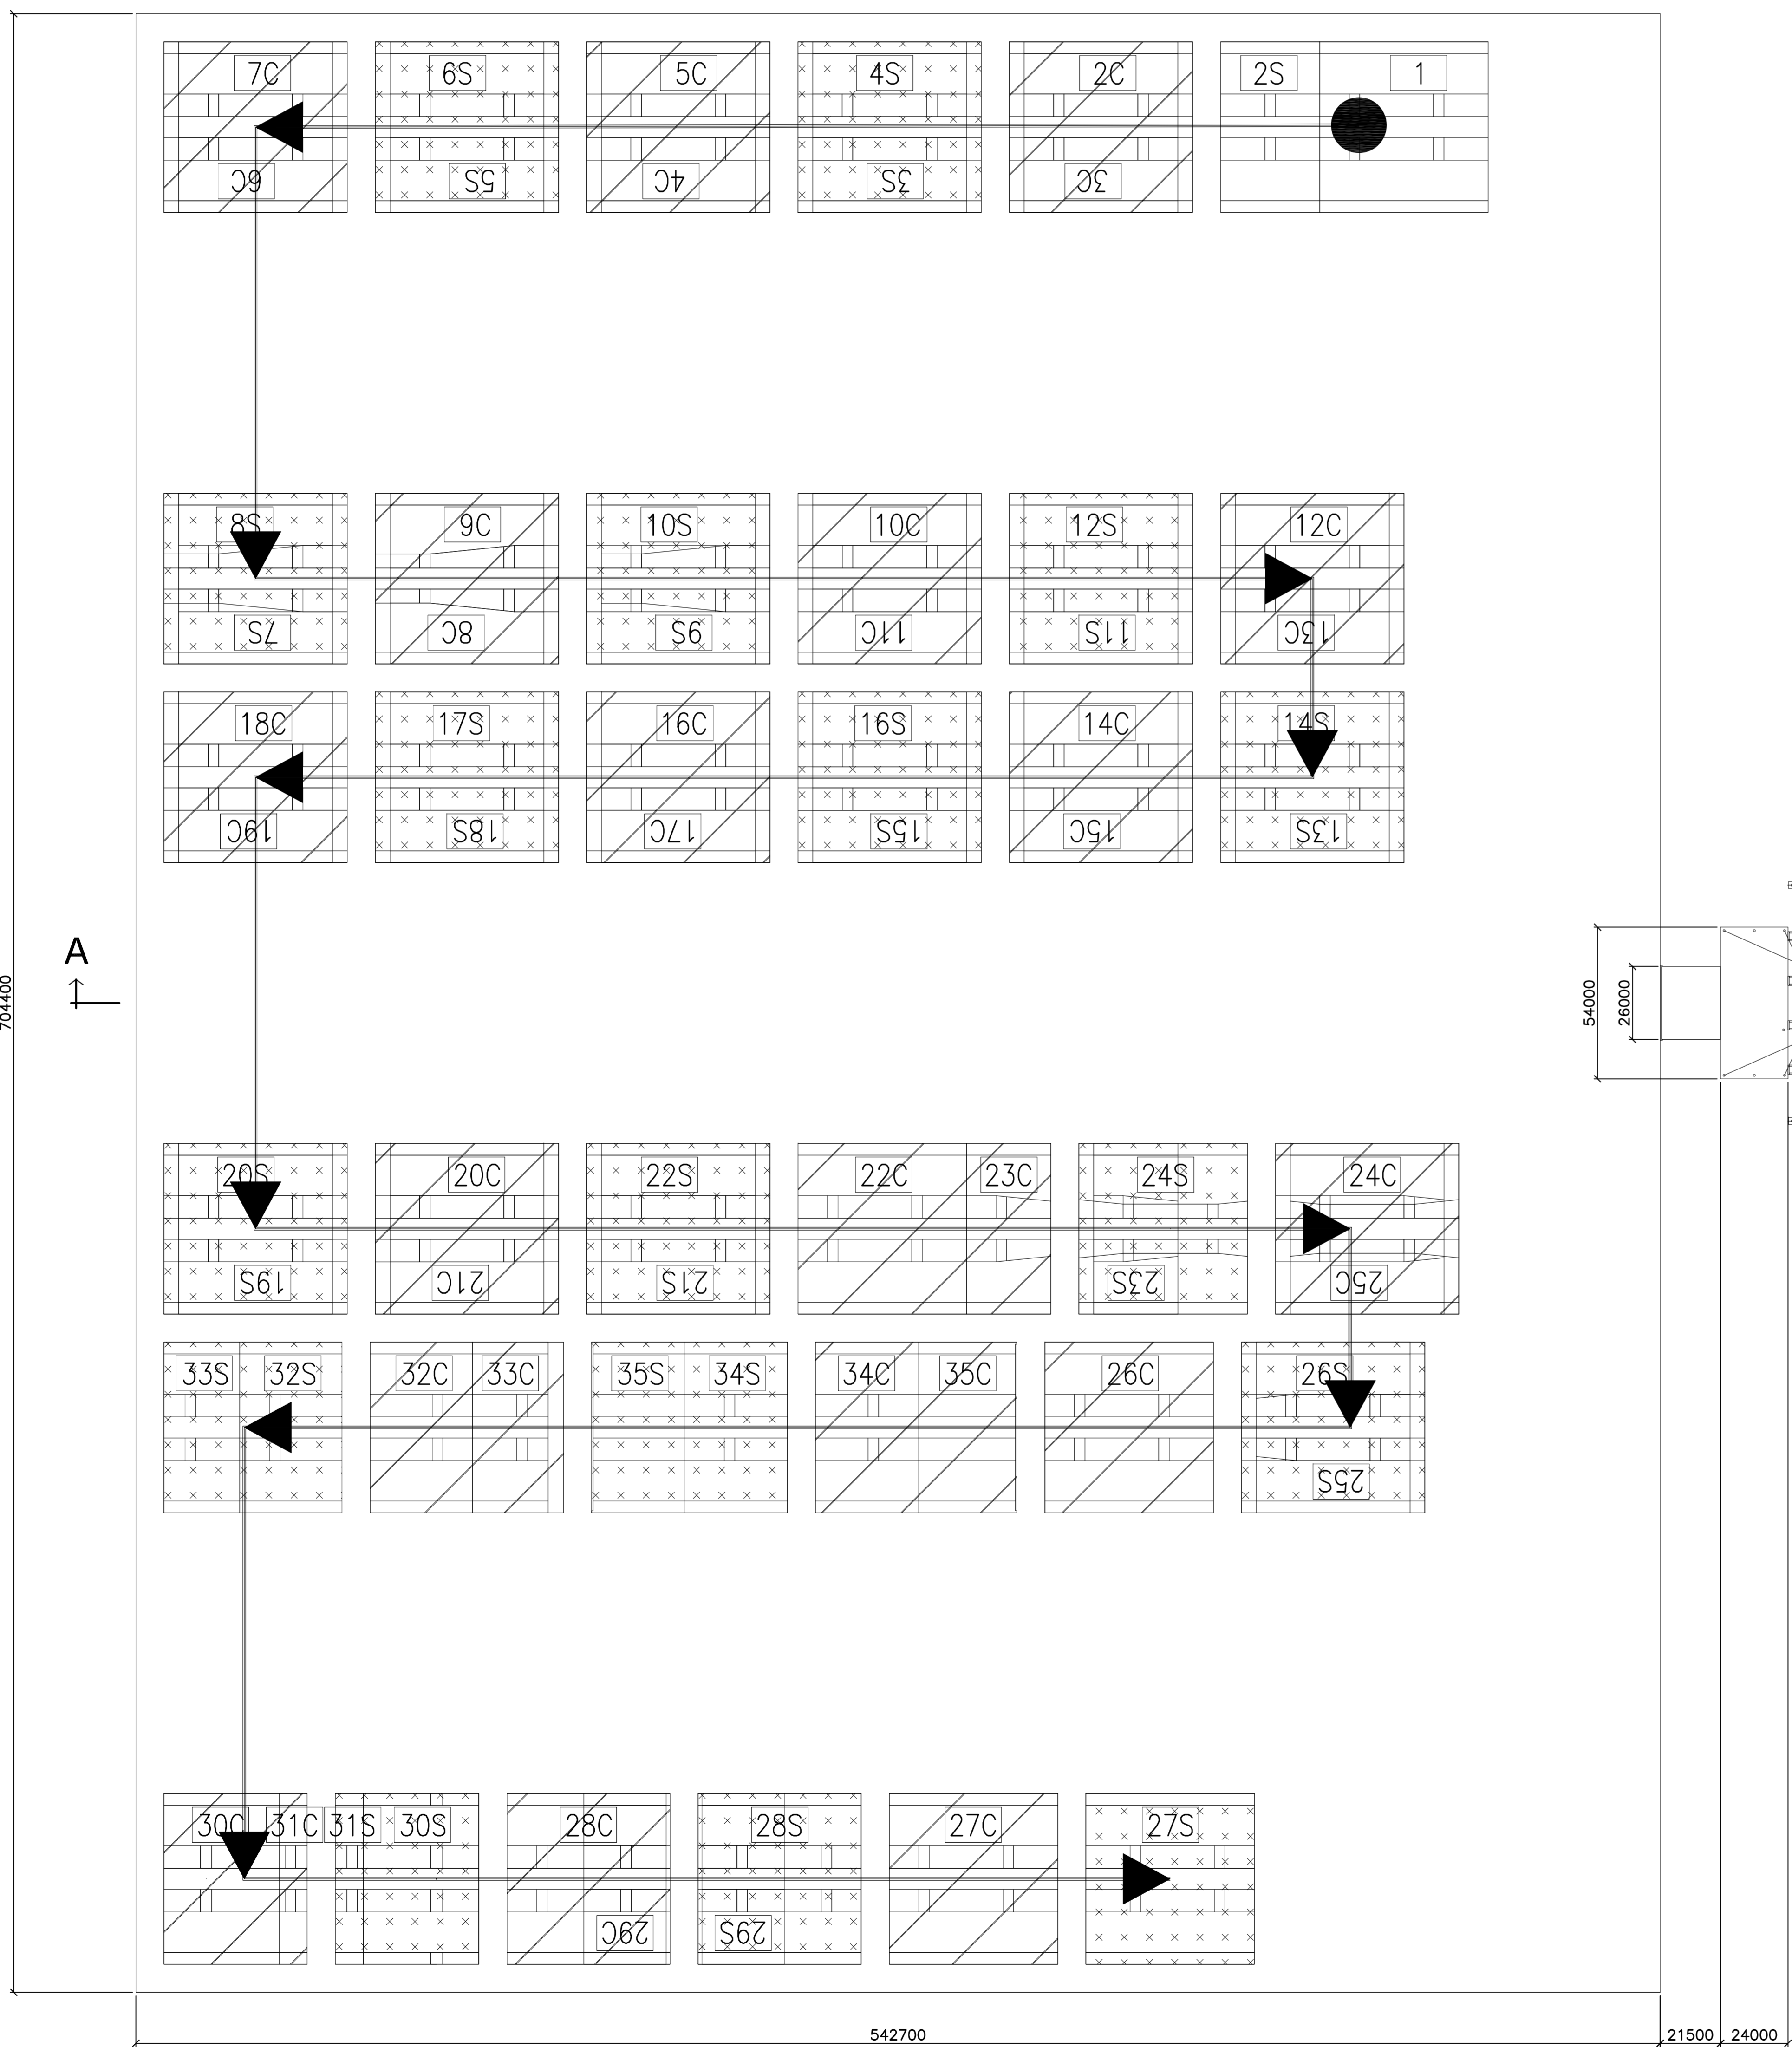 7C 6S 5C 4S 2C 2S 1
6C 5S 4C 3S 3C
8S 9C 10S 10C 12S 12C
7S 8C 9S 11C 11S 13C
18C 17S 16C 16S 14C 14S
19C 18S 17C 15S 15C 13S
A
704400
54000
26000
20S 20C 22S 22C 23C 24S 24C
19S 21C 21S 23S 25C
33S 32S 32C 33C 35S 34S 34C 35C 26C 26S
25S
30C 31C 31S 30S 28C 28S 27C 27S
29C 29S
542700 21500 24000